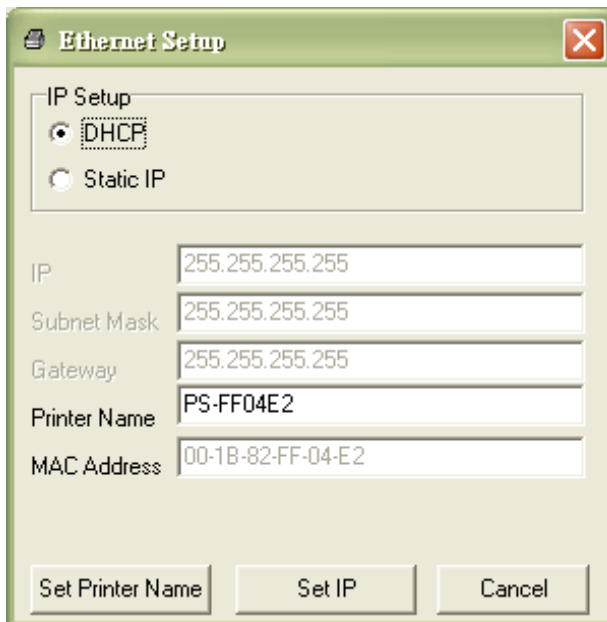 Ethernet Setup
IP Setup
DHCP
Static IP
IP 255.255.255.255
Subnet Mask 255.255.255.255
Gateway 255.255.255.255
Printer Name PS-FF04E2
MAC Address 00-1B-82-FF-04-E2
Set Printer Name Set IP Cancel